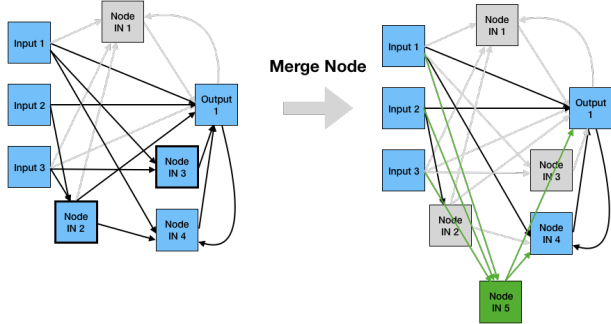 Node
IN 1
Input 1
Input 2
Output
1
Input 3
Node
IN 3
Node
IN 2
Node
IN 4
Merge Node
Node
IN 1
Input 1
Input 2
Output
1
Input 3
Node
IN 3
Node
IN 2
Node
IN 4
Node
IN 5